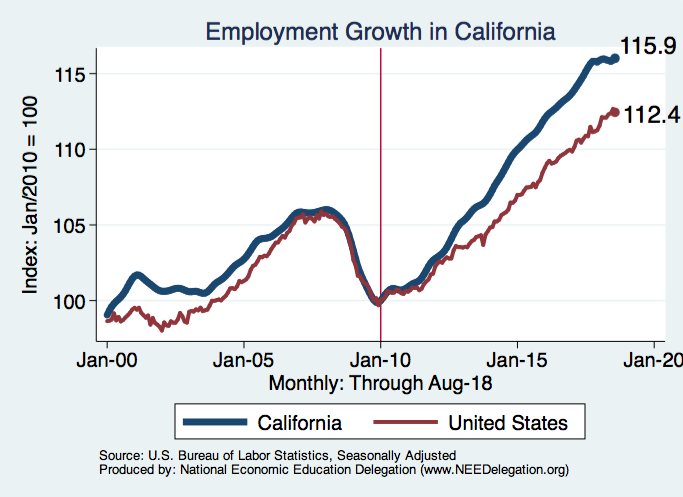 Employment Growth in California
115.9
112.4
Index: Jan/2010 = 100
115
110
105
100
Jan-00 Jan-05 Jan-10 Jan-15 Jan-20
Monthly: Through Aug-18
California United States
Source: U.S. Bureau of Labor Statistics, Seasonally Adjusted
Produced by: National Economic Education Delegation (www.NEEDelegation.org)